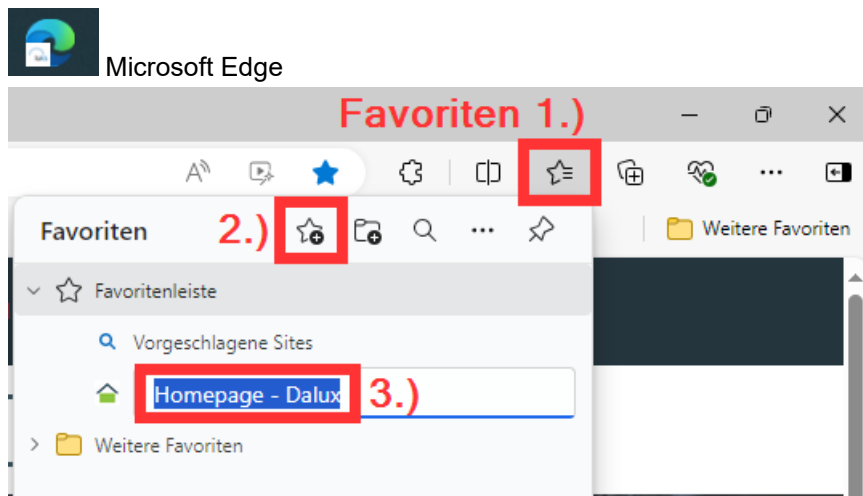 Microsoft Edge
Favoriten 1.)
Favoriten 2.)
Favoritenleiste
Vorgeschlagene Sites
Homepage - Dalux 3.)
Weitere Favoriten
Weitere Favoriten